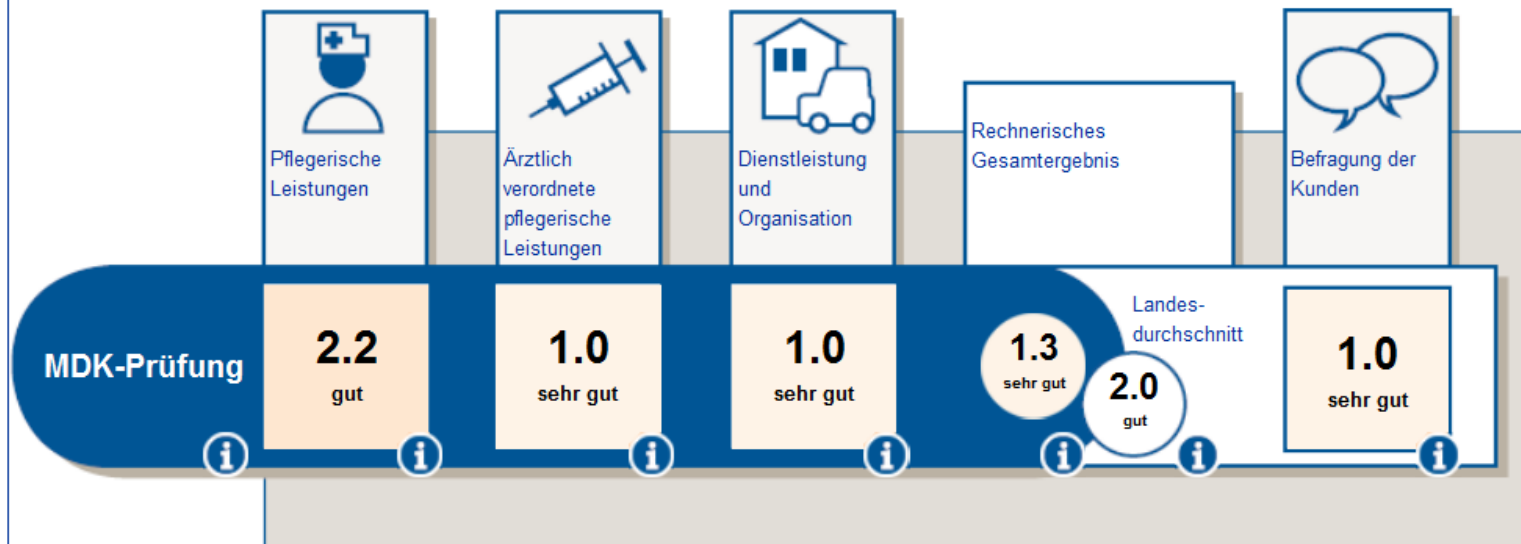 Pflegerische
Leistungen
Ärztlich
verordnete
pflegerische
Leistungen
Dienstleistung
und
Organisation
Rechnerisches
Gesamtergebnis
Befragung der
Kunden
MDK-Prüfung
2.2
gut
1.0
sehr gut
1.0
sehr gut
1.3
sehr gut
Landes-
durchschnitt
2.0
gut
1.0
sehr gut
i
i
i
i
i
i
i